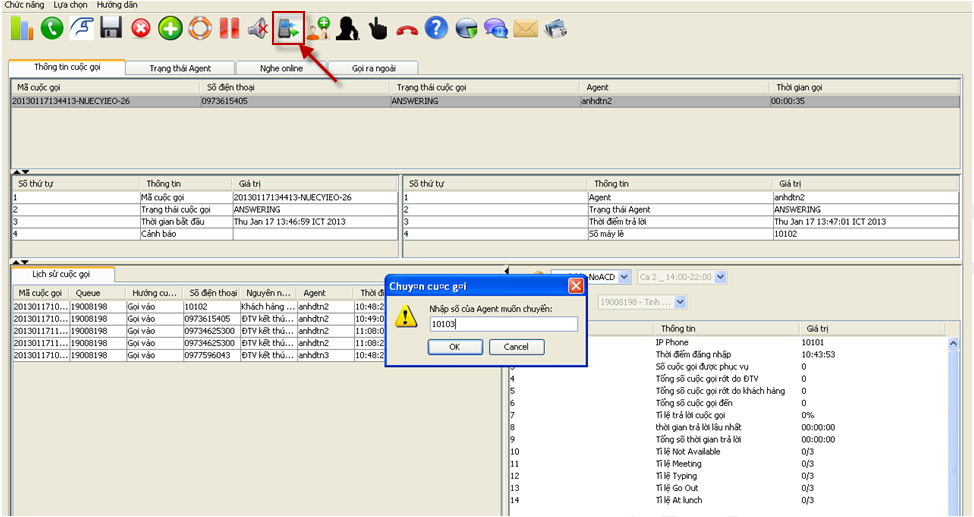 Chức năng Lựa chọn Hướng dẫn
Thông tin cuộc gọi Trạng thái Agent Nghe online Gọi ra ngoài
Mã cuộc gọi Số điện thoại Trạng thái cuộc gọi Agent Thời gian gọi
20130117134413-NUECYIEO-26 0973615405 ANSWERING anhdtn2 00:00:35
Số thứ tự Thông tin Giá trị
1 Mã cuộc gọi 20130117134413-NUECYIEO-26
2 Trạng thái cuộc gọi ANSWERING
3 Thời gian bắt đầu Thu Jan 17 13:46:59 ICT 2013
4 Cảnh báo
Số thứ tự Thông tin Giá trị
1 Agent anhdtn2
2 Trạng thái Agent ANSWERING
3 Thời điểm trả lời Thu Jan 17 13:47:01 ICT 2013
4 Số máy lẻ 10102
Lịch sử cuộc gọi
Mã cuộc gọi Queue Hướng cu... Số điện thoại Nguyên n... Agent Thời đi
2013011710... 19008198 Gọi vào 10102 Khách hàng ... anhdtn2 10:48:2
2013011710... 19008198 Gọi vào 0973615405 ĐTV kết thú... anhdtn2 10:49:0
2013011711... 19008198 Gọi vào 09734625300 ĐTV kết thú... anhdtn2 11:08:0
2013011711... 19008198 Gọi vào 09734625300 ĐTV kết thú... anhdtn2 11:08:2
2013011710... 19008198 Gọi vào 0977596043 ĐTV kết thú... anhdtn3 10:48:2
Chuy¤n cu¤c g¤i
Nhập số của Agent muốn chuyển:
10103
OK Cancel
-NoACD Ca 2 _ 14:00-22:00
19008198 - Tinh ...
Thông tin Giá trị
IP Phone 10101
Thời điểm đăng nhập 10:43:53
3 Số cuộc gọi được phục vụ 0
4 Tổng số cuộc gọi rớt do ĐTV 0
5 Tổng số cuộc gọi rớt do khách hàng 0
6 Tổng số cuộc gọi đến 0
7 Tỉ lệ trả lời cuộc gọi 0%
8 thời gian trả lời lâu nhất 00:00:00
9 Tổng số thời gian trả lời 00:00:00
10 Tỉ lệ Not Available 0/3
11 Tỉ lệ Meeting 0/3
12 Tỉ lệ Typing 0/3
13 Tỉ lệ Go Out 0/3
14 Tỉ lệ At lunch 0/3